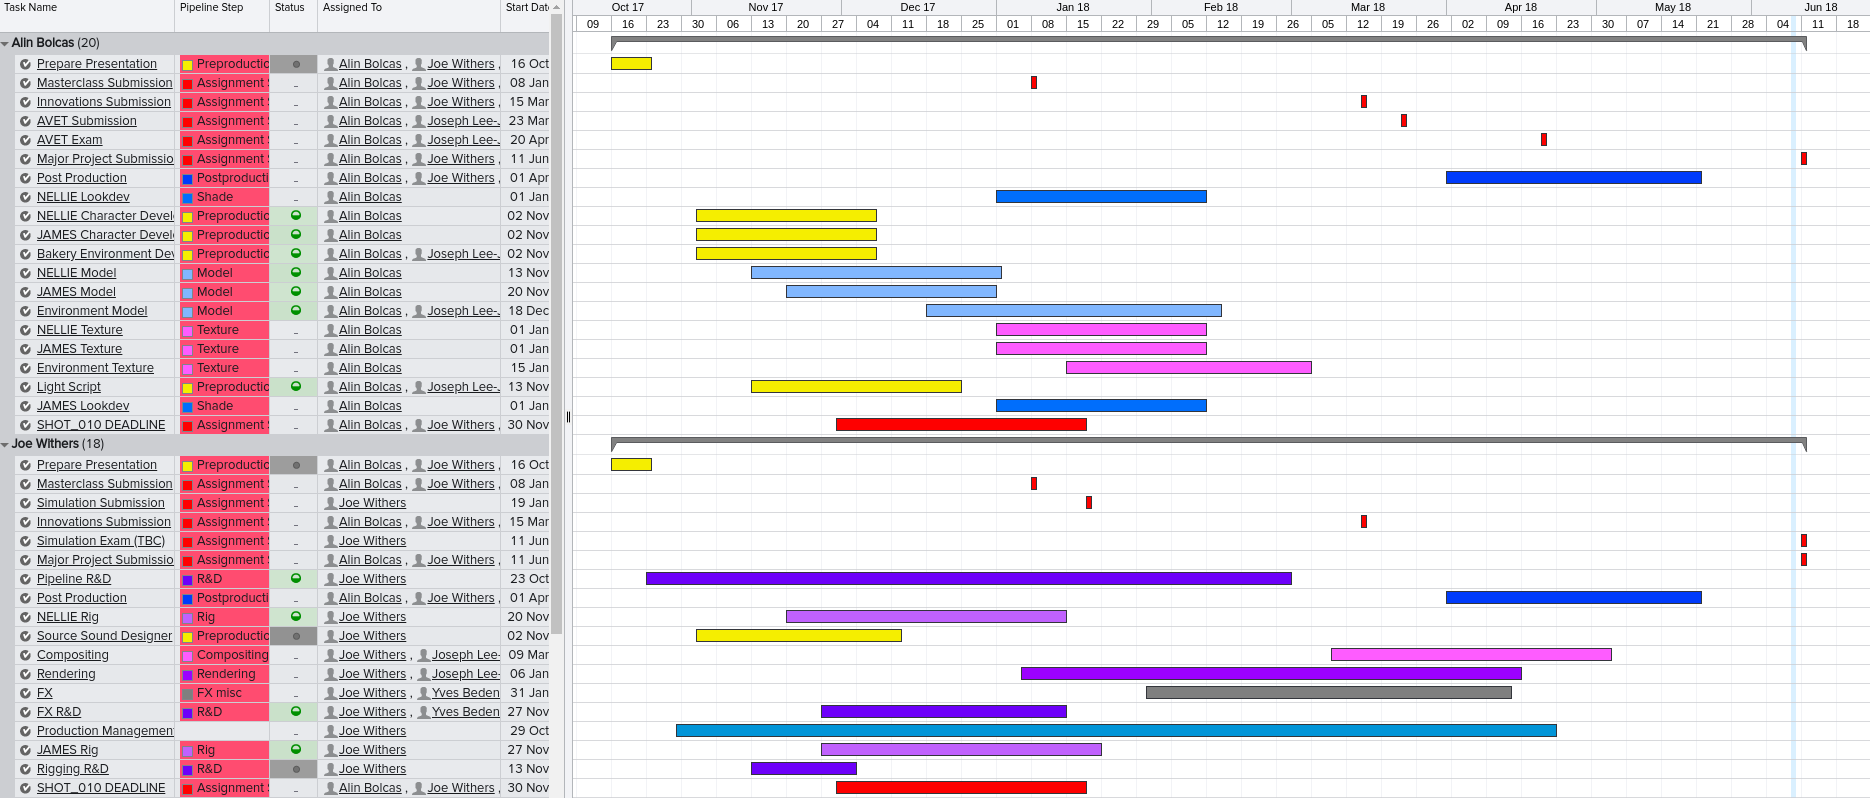 Task Name Pipeline Step Status Assigned To Start Date
Oct 17 Nov 17 Dec 17 Jan 18 Feb 18 Mar 18 Apr 18 May 18 Jun 18
09 16 23 30 06 13 20 27 04 11 18 25 01 08 15 22 29 05 12 19 26 05 12 19 26 02 09 16 23 30 07 14 21 28 04 11 18
Alin Bolcas (20)
Prepare Presentation Preproductic Alin Bolcas , Joe Withers , 16 Oct
Masterclass Submission Assignment - Alin Bolcas , Joe Withers , 08 Jan
Innovations Submission Assignment - Alin Bolcas , Joe Withers , 15 Mar
AVET Submission Assignment - Alin Bolcas , Joseph Lee-J 23 Mar
AVET Exam Assignment - Alin Bolcas , Joseph Lee-J 20 Apr
Major Project Submissio Assignment - Alin Bolcas , Joe Withers , 11 Jun
Post Production Postproducti - Alin Bolcas , Joe Withers , 01 Apr
NELLIE Lookdev Shade - Alin Bolcas 01 Jan
NELLIE Character Devel Preproductic Alin Bolcas 02 Nov
JAMES Character Devel Preproductic Alin Bolcas 02 Nov
Bakery Environment Dev Preproductic Alin Bolcas , Joseph Lee-J 02 Nov
NELLIE Model Model Alin Bolcas 13 Nov
JAMES Model Model Alin Bolcas 20 Nov
Environment Model Model Alin Bolcas , Joseph Lee-J 18 Dec
NELLIE Texture Texture - Alin Bolcas 01 Jan
JAMES Texture Texture - Alin Bolcas 01 Jan
Environment Texture Texture - Alin Bolcas 15 Jan
Light Script Preproductic Alin Bolcas , Joseph Lee-J 13 Nov
JAMES Lookdev Shade - Alin Bolcas 01 Jan
SHOT_010 DEADLINE Assignment - Alin Bolcas , Joe Withers , 30 Nov
Joe Withers (18)
Prepare Presentation Preproductic Alin Bolcas , Joe Withers , 16 Oct
Masterclass Submission Assignment - Alin Bolcas , Joe Withers , 08 Jan
Simulation Submission Assignment - Joe Withers 19 Jan
Innovations Submission Assignment - Alin Bolcas , Joe Withers , 15 Mar
Simulation Exam (TBC) Assignment - Joe Withers 11 Jun
Major Project Submissio Assignment - Alin Bolcas , Joe Withers , 11 Jun
Pipeline R&D R&D Joe Withers 23 Oct
Post Production Postproducti - Alin Bolcas , Joe Withers , 01 Apr
NELLIE Rig Rig Joe Withers 20 Nov
Source Sound Designer Preproductic Joe Withers 02 Nov
Compositing Compositing - Joe Withers , Joseph Lee- 09 Mar
Rendering Rendering - Joe Withers , Joseph Lee- 06 Jan
FX FX misc - Joe Withers , Yves Beden 31 Jan
FX R&D R&D Joe Withers , Yves Beden 27 Nov
Production Managemen - Joe Withers 29 Oct
JAMES Rig Rig Joe Withers 27 Nov
Rigging R&D R&D Joe Withers 13 Nov
SHOT_010 DEADLINE Assignment - Alin Bolcas , Joe Withers , 30 Nov